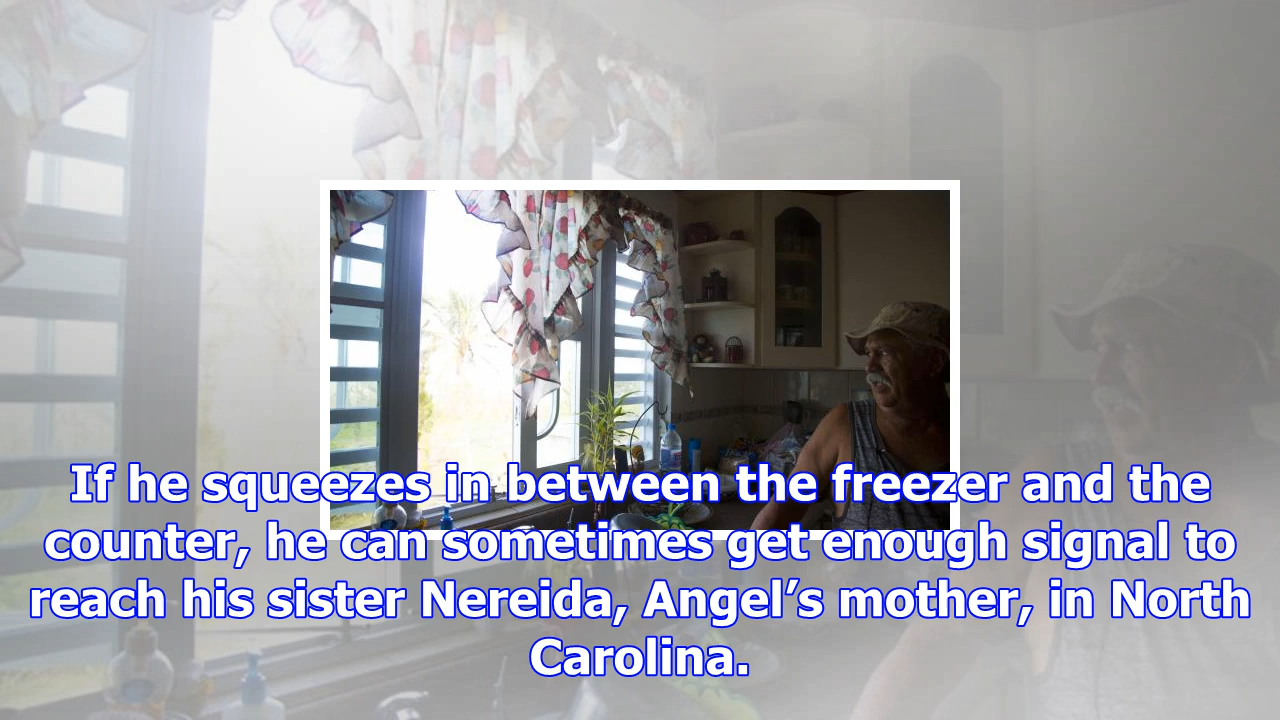 If he squeezes in between the freezer and the
counter, he can sometimes get enough signal to
reach his sister Nereida, Angel’s mother, in North
Carolina.